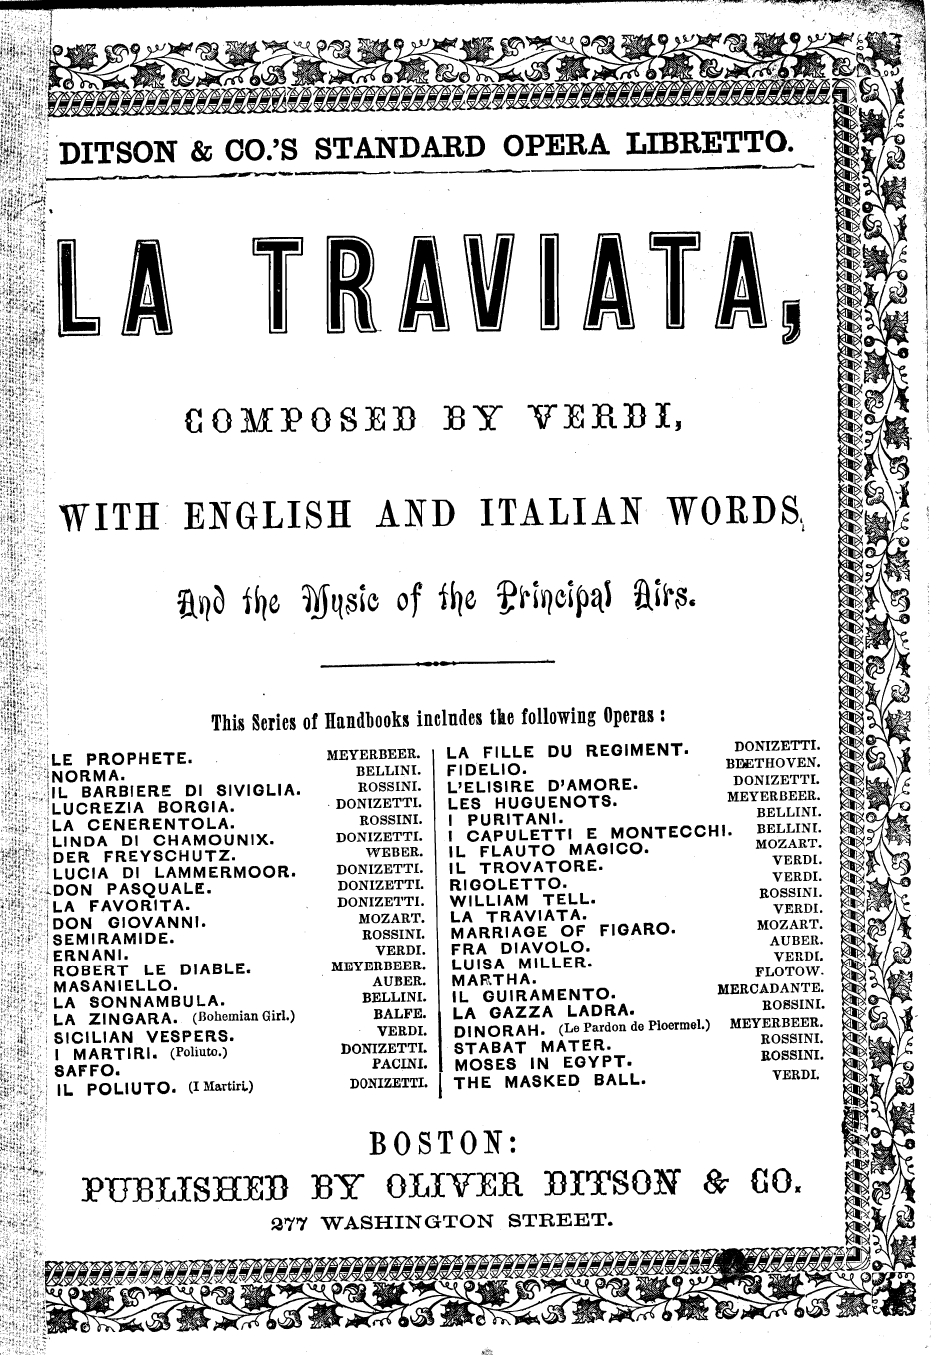 DITSON & CO.'S STANDARD OPERA LIBRETTO.
LA TRAVIATA,
COMPOSED BY VERDI,
WITH ENGLISH AND ITALIAN WORDS,
And the Music of the Principal Airs.
This Series of Handbooks includes the following Operas :
LE PROPHETE. MEYERBEER.
NORMA. BELLINI.
IL BARBIERE DI SIVIGLIA. ROSSINI.
LUCREZIA BORGIA. DONIZETTI.
LA CENERENTOLA. ROSSINI.
LINDA DI CHAMOUNIX. DONIZETTI.
DER FREYSCHUTZ. WEBER.
LUCIA DI LAMMERMOOR. DONIZETTI.
DON PASQUALE. DONIZETTI.
LA FAVORITA. DONIZETTI.
DON GIOVANNI. MOZART.
SEMIRAMIDE. ROSSINI.
ERNANI. VERDI.
ROBERT LE DIABLE. MEYERBEER.
MASANIELLO. AUBER.
LA SONNAMBULA. BELLINI.
LA ZINGARA. (Bohemian Girl.) BALFE.
SICILIAN VESPERS. VERDI.
I MARTIRI. (Poliuto.) DONIZETTI.
SAFFO. PACINI.
IL POLIUTO. (I Martiri.) DONIZETTI.
LA FILLE DU REGIMENT. DONIZETTI.
FIDELIO. BEETHOVEN.
L'ELISIRE D'AMORE. DONIZETTI.
LES HUGUENOTS. MEYERBEER.
I PURITANI. BELLINI.
I CAPULETTI E MONTECCHI. BELLINI.
IL FLAUTO MAGICO. MOZART.
IL TROVATORE. VERDI.
RIGOLETTO. VERDI.
WILLIAM TELL. ROSSINI.
LA TRAVIATA. VERDI.
MARRIAGE OF FIGARO. MOZART.
FRA DIAVOLO. AUBER.
LUISA MILLER. VERDI.
MARTHA. FLOTOW.
IL GUIRAMENTO. MERCADANTE.
LA GAZZA LADRA. ROSSINI.
DINORAH. (Le Pardon de Ploermel.) MEYERBEER.
STABAT MATER. ROSSINI.
MOSES IN EGYPT. ROSSINI.
THE MASKED BALL. VERDI.
BOSTON:
PUBLISHED BY OLIVER DITSON & CO.
277 WASHINGTON STREET.